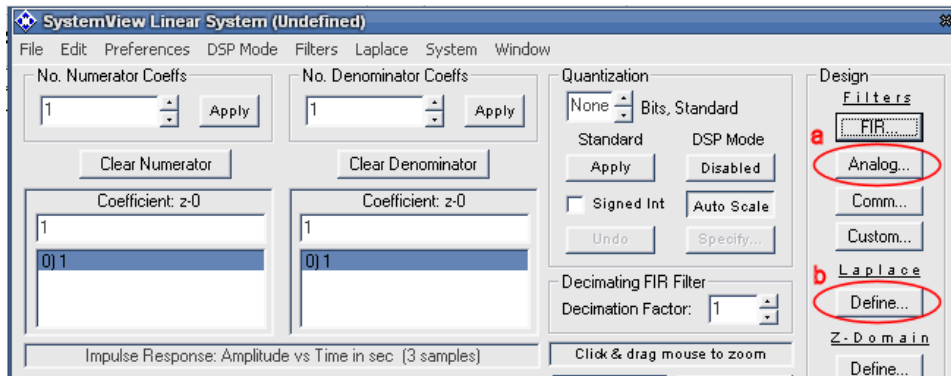 SystemView Linear System (Undefined)
File Edit Preferences DSP Mode Filters Laplace System Window
No. Numerator Coeffs
1
Apply
Clear Numerator
Coefficient: z-0
1
0) 1
No. Denominator Coeffs
1
Apply
Clear Denominator
Coefficient: z-0
1
0) 1
Impulse Response: Amplitude vs Time in sec (3 samples)
Quantization
None Bits, Standard
Standard DSP Mode
Apply Disabled
Signed Int Auto Scale
Undo Specify...
Decimating FIR Filter
Decimation Factor: 1
Click & drag mouse to zoom
Design
Filters
FIR...
a
Analog...
Comm...
Custom...
Laplace
b
Define...
Z-Domain
Define...